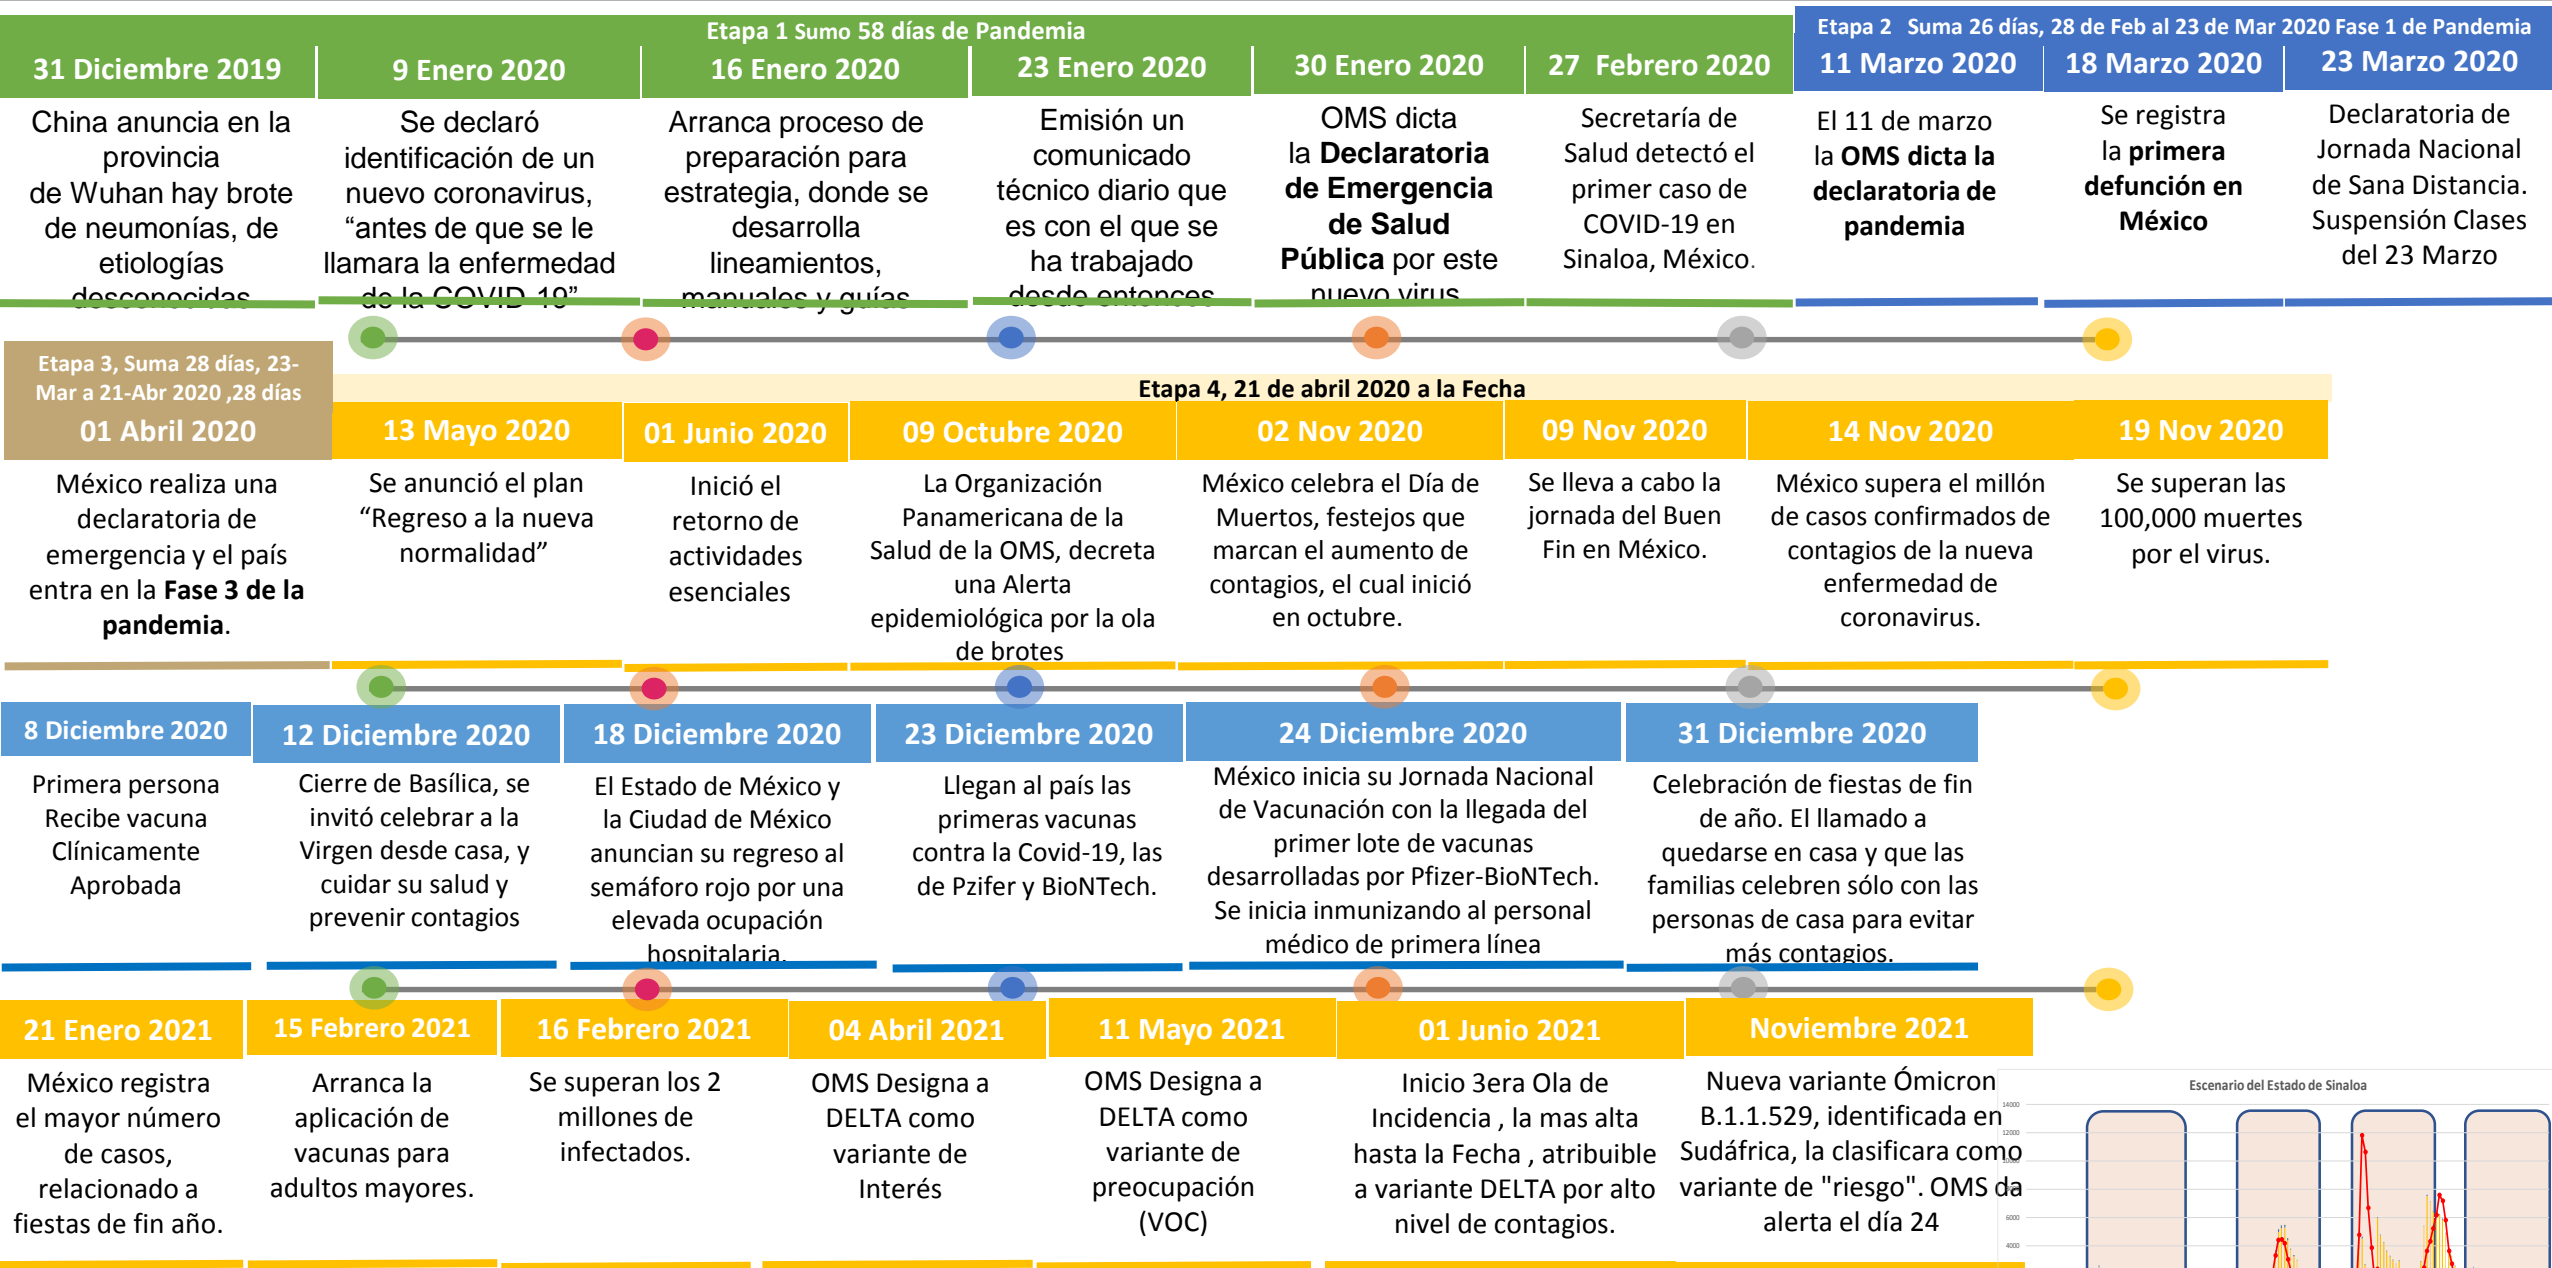 Etapa 1 Sumo 58 días de Pandemia
Etapa 2 Suma 26 días, 28 de Feb al 23 de Mar 2020 Fase 1 de Pandemia
31 Diciembre 2019
China anuncia en la
provincia
de Wuhan hay brote
de neumonías, de
etiologías
desconocidas
9 Enero 2020
Se declaró
identificación de un
nuevo coronavirus,
“antes de que se le
llamara la enfermedad
de la COVID-19”
16 Enero 2020
Arranca proceso de
preparación para
estrategia, donde se
desarrolla
lineamientos,
manuales y guías
23 Enero 2020
Emisión un
comunicado
técnico diario que
es con el que se
ha trabajado
desde entonces
30 Enero 2020
OMS dicta
la Declaratoria
de Emergencia
de Salud
Pública por este
nuevo virus
27 Febrero 2020
Secretaría de
Salud detectó el
primer caso de
COVID-19 en
Sinaloa, México.
11 Marzo 2020
El 11 de marzo
la OMS dicta la
declaratoria de
pandemia
18 Marzo 2020
Se registra
la primera
defunción en
México
23 Marzo 2020
Declaratoria de
Jornada Nacional
de Sana Distancia.
Suspensión Clases
del 23 Marzo
Etapa 3, Suma 28 días, 23-
Mar a 21-Abr 2020 ,28 días
Etapa 4, 21 de abril 2020 a la Fecha
01 Abril 2020
México realiza una
declaratoria de
emergencia y el país
entra en la Fase 3 de la
pandemia.
13 Mayo 2020
Se anunció el plan
“Regreso a la nueva
normalidad”
01 Junio 2020
Inició el
retorno de
actividades
esenciales
09 Octubre 2020
La Organización
Panamericana de la
Salud de la OMS, decreta
una Alerta
epidemiológica por la ola
de brotes
02 Nov 2020
México celebra el Día de
Muertos, festejos que
marcan el aumento de
contagios, el cual inició
en octubre.
09 Nov 2020
Se lleva a cabo la
jornada del Buen
Fin en México.
14 Nov 2020
México supera el millón
de casos confirmados de
contagios de la nueva
enfermedad de
coronavirus.
19 Nov 2020
Se superan las
100,000 muertes
por el virus.
8 Diciembre 2020
Primera persona
Recibe vacuna
Clínicamente
Aprobada
12 Diciembre 2020
Cierre de Basílica, se
invitó celebrar a la
Virgen desde casa, y
cuidar su salud y
prevenir contagios
18 Diciembre 2020
El Estado de México y
la Ciudad de México
anuncian su regreso al
semáforo rojo por una
elevada ocupación
hospitalaria.
23 Diciembre 2020
Llegan al país las
primeras vacunas
contra la Covid-19, las
de Pzifer y BioNTech.
24 Diciembre 2020
México inicia su Jornada Nacional
de Vacunación con la llegada del
primer lote de vacunas
desarrolladas por Pfizer-BioNTech.
Se inicia inmunizando al personal
médico de primera línea
31 Diciembre 2020
Celebración de fiestas de fin
de año. El llamado a
quedarse en casa y que las
familias celebren sólo con las
personas de casa para evitar
más contagios.
21 Enero 2021
México registra
el mayor número
de casos,
relacionado a
fiestas de fin año.
15 Febrero 2021
Arranca la
aplicación de
vacunas para
adultos mayores.
16 Febrero 2021
Se superan los 2
millones de
infectados.
04 Abril 2021
OMS Designa a
DELTA como
variante de
Interés
11 Mayo 2021
OMS Designa a
DELTA como
variante de
preocupación
(VOC)
01 Junio 2021
Inicio 3era Ola de
Incidencia , la mas alta
hasta la Fecha , atribuible
a variante DELTA por alto
nivel de contagios.
Noviembre 2021
Nueva variante Ómicron
B.1.1.529, identificada en
Sudáfrica, la clasificara como
variante de "riesgo". OMS da
alerta el día 24
Escenario del Estado de Sinaloa
14000
12000
10000
6000
4000